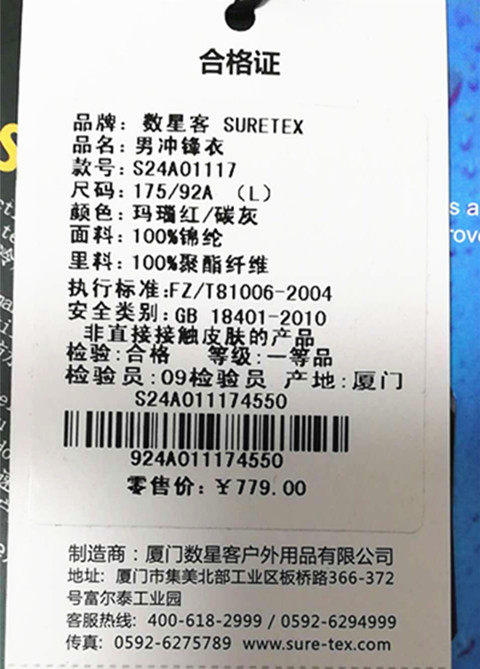 合格证
品牌: 数星客 SURETEX
品名: 男冲锋衣
款号: S24A01117
尺码: 175/92A （L）
颜色: 玛瑙红/碳灰
面料: 100%锦纶
里料: 100%聚酯纤维
执行标准:FZ/T81006-2004
安全类别: GB 18401-2010
非直接接触皮肤的产品
检验:合格 等级:一等品
检验员:09检验员 产地:厦门
S24A011174550
924A011174550
零售价: ¥779.00
制造商：厦门数星客户外用品有限公司
地址: 厦门市集美北部工业区板桥路366-372
号富尔泰工业园
客服热线: 400-618-2999 / 0592-6294999
传真: 0592-6275789 www.sure-tex.com